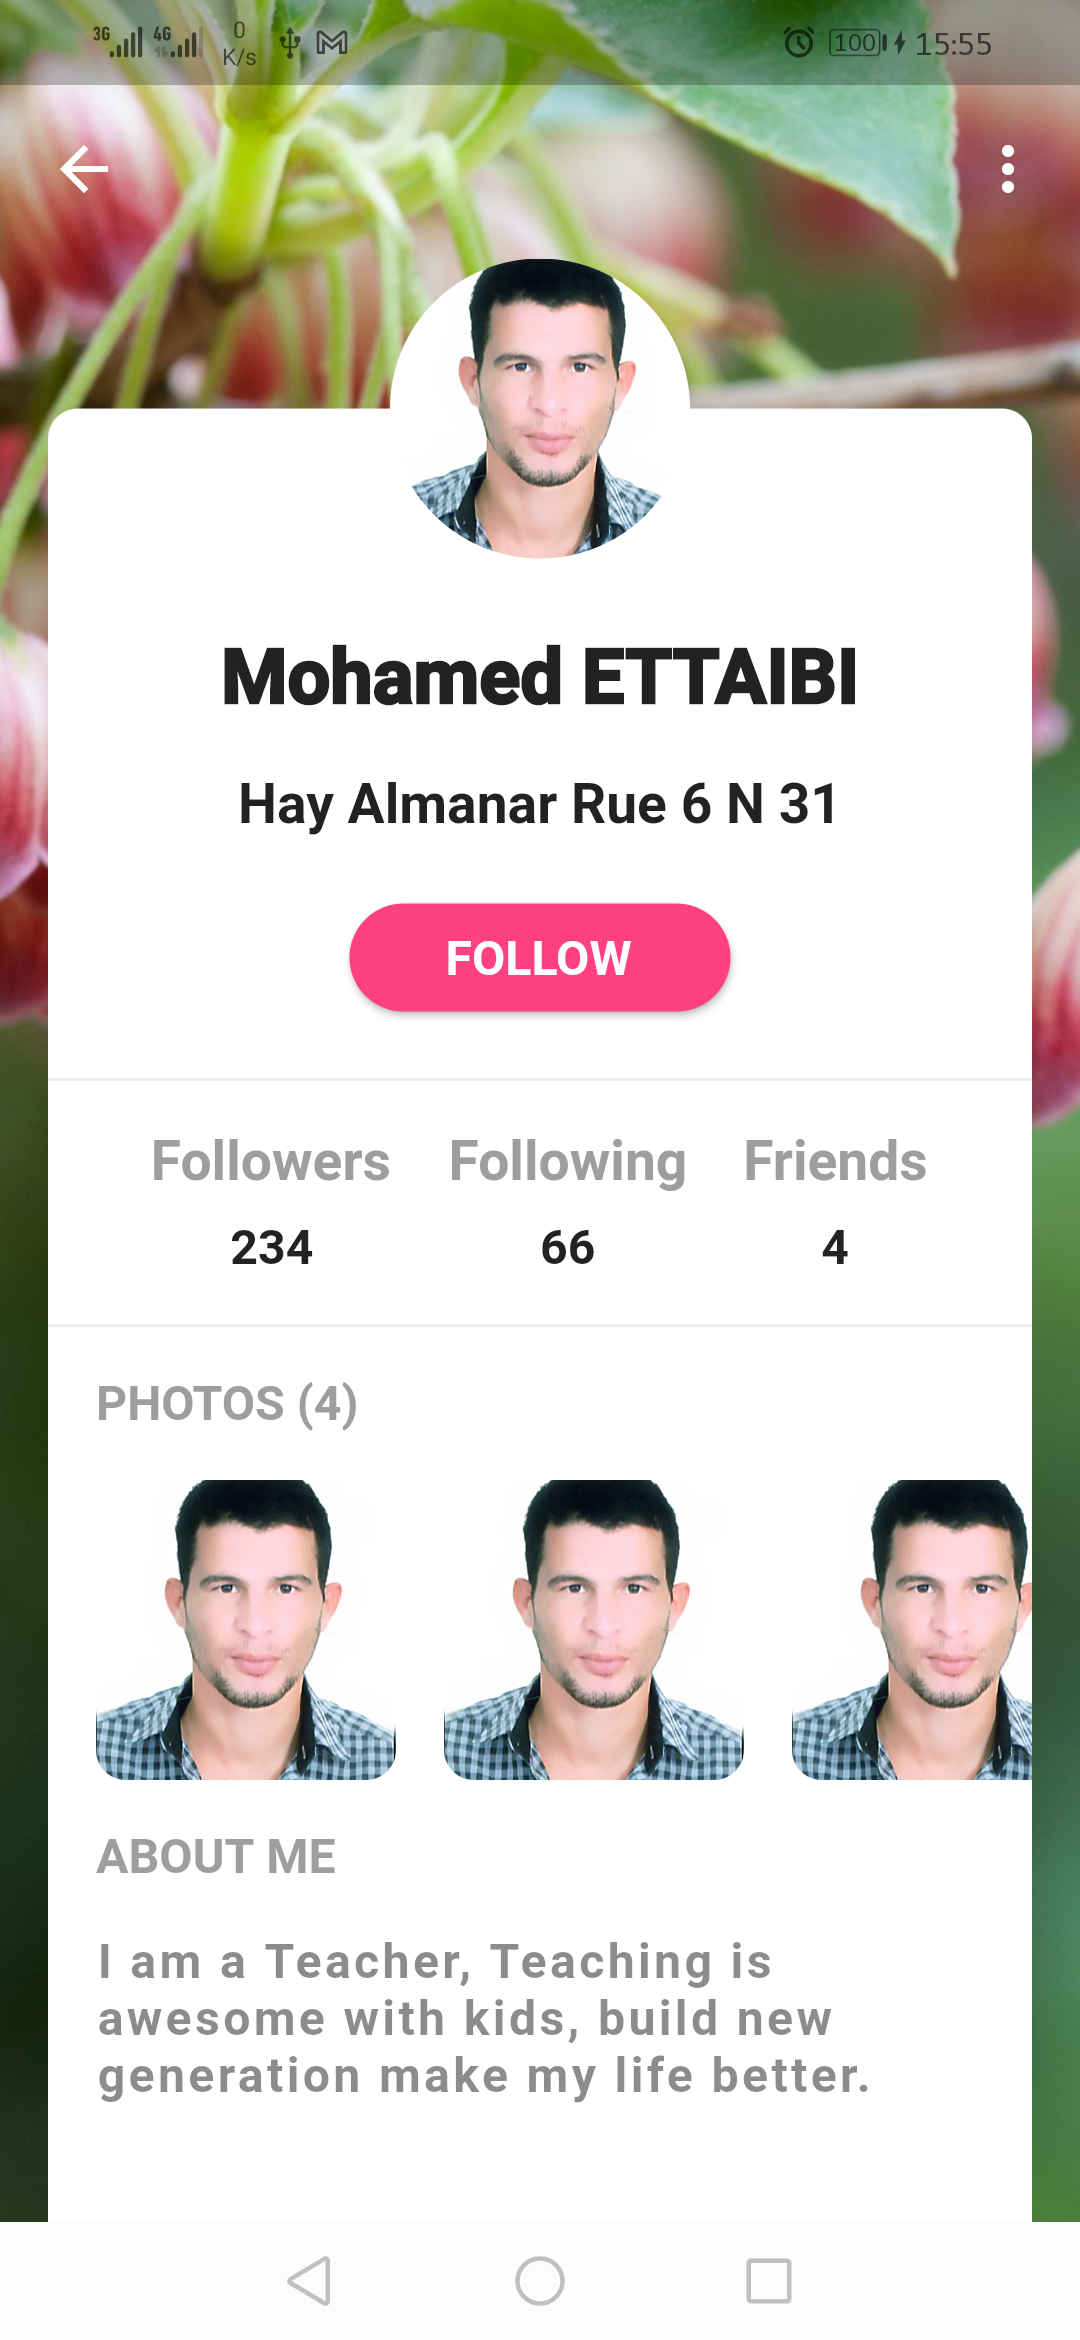 3G 4G 0 K/s 100 15:55
Mohamed ETTAIBI
Hay Almanar Rue 6 N 31
FOLLOW
Followers Following Friends
234 66 4
PHOTOS (4)
ABOUT ME
I am a Teacher, Teaching is
awesome with kids, build new
generation make my life better.